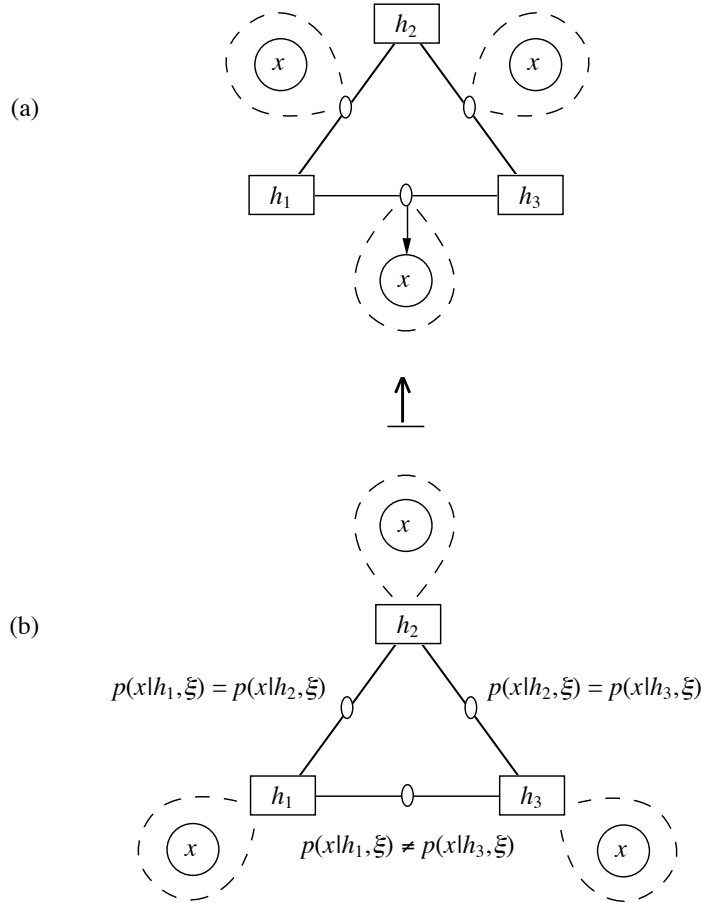 h₂
x x
(a)
h₁ h₃
x
x
(b)
h₂
p(x|h₁,ξ) = p(x|h₂,ξ) p(x|h₂,ξ) = p(x|h₃,ξ)
h₁ h₃
x p(x|h₁,ξ) ≠ p(x|h₃,ξ) x